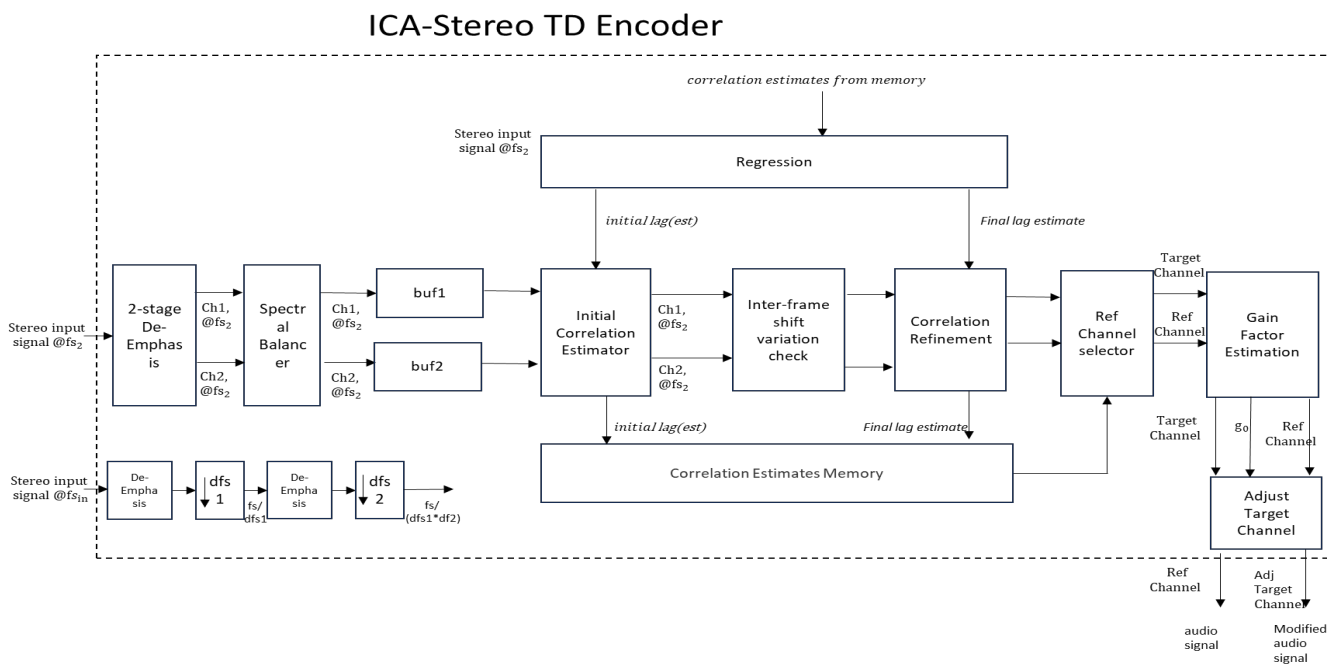 ICA-Stereo TD Encoder
correlation estimates from memory
Stereo input
signal @fs₂
Regression
initial lag(est)
Final lag estimate
Stereo input
signal @fs₂
2-stage
De-
Emphas
is
Ch1,
@fs₂
Ch2,
@fs₂
Spectr
al
Balanc
er
Ch1,
@fs₂
Ch2,
@fs₂
buf1
buf2
Initial
Correlation
Estimator
Ch1,
@fs₂
Ch2,
@fs₂
Inter-frame
shift
variation
check
Correlation
Refinement
Ref
Channel
selector
Target
Channel
Ref
Channel
Gain
Factor
Estimation
initial lag(est)
Final lag estimate
Correlation Estimates Memory
Target
Channel
g₀
Ref
Channel
Stereo input
signal @fsᵢₙ
De-
Empha
sis
dfs
1
fs/
dfs1
De-
Empha
sis
dfs
2
fs/
(dfs1*df2)
Adjust
Target
Channel
Ref
Channel
Adj
Target
Channel
audio
signal
Modified
audio
signal